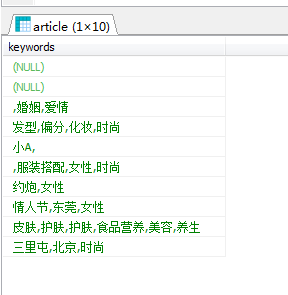 article (1×10)
keywords
(NULL)
(NULL)
,婚姻,爱情
发型,偏分,化妆,时尚
小A,
,服装搭配,女性,时尚
约炮,女性
情人节,东莞,女性
皮肤,护肤,护肤,食品营养,美容,养生
三里屯,北京,时尚